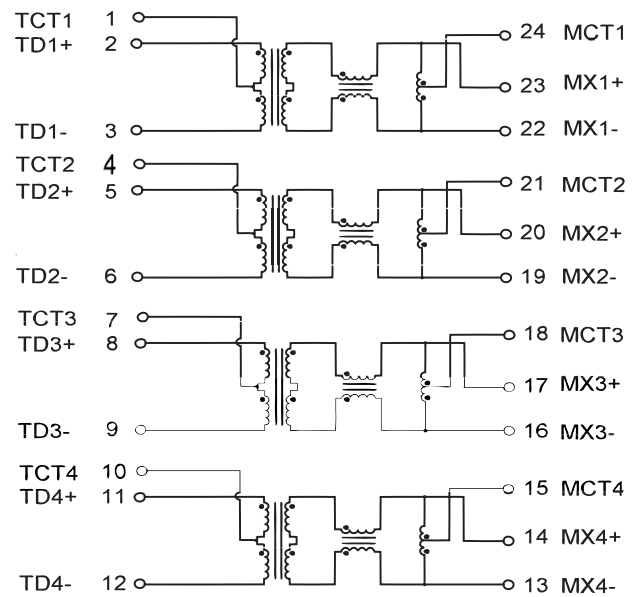 TCT1 1 24 MCT1
TD1+ 2 23 MX1+
TD1- 3 22 MX1-
TCT2 4 21 MCT2
TD2+ 5 20 MX2+
TD2- 6 19 MX2-
TCT3 7 18 MCT3
TD3+ 8 17 MX3+
TD3- 9 16 MX3-
TCT4 10 15 MCT4
TD4+ 11 14 MX4+
TD4- 12 13 MX4-